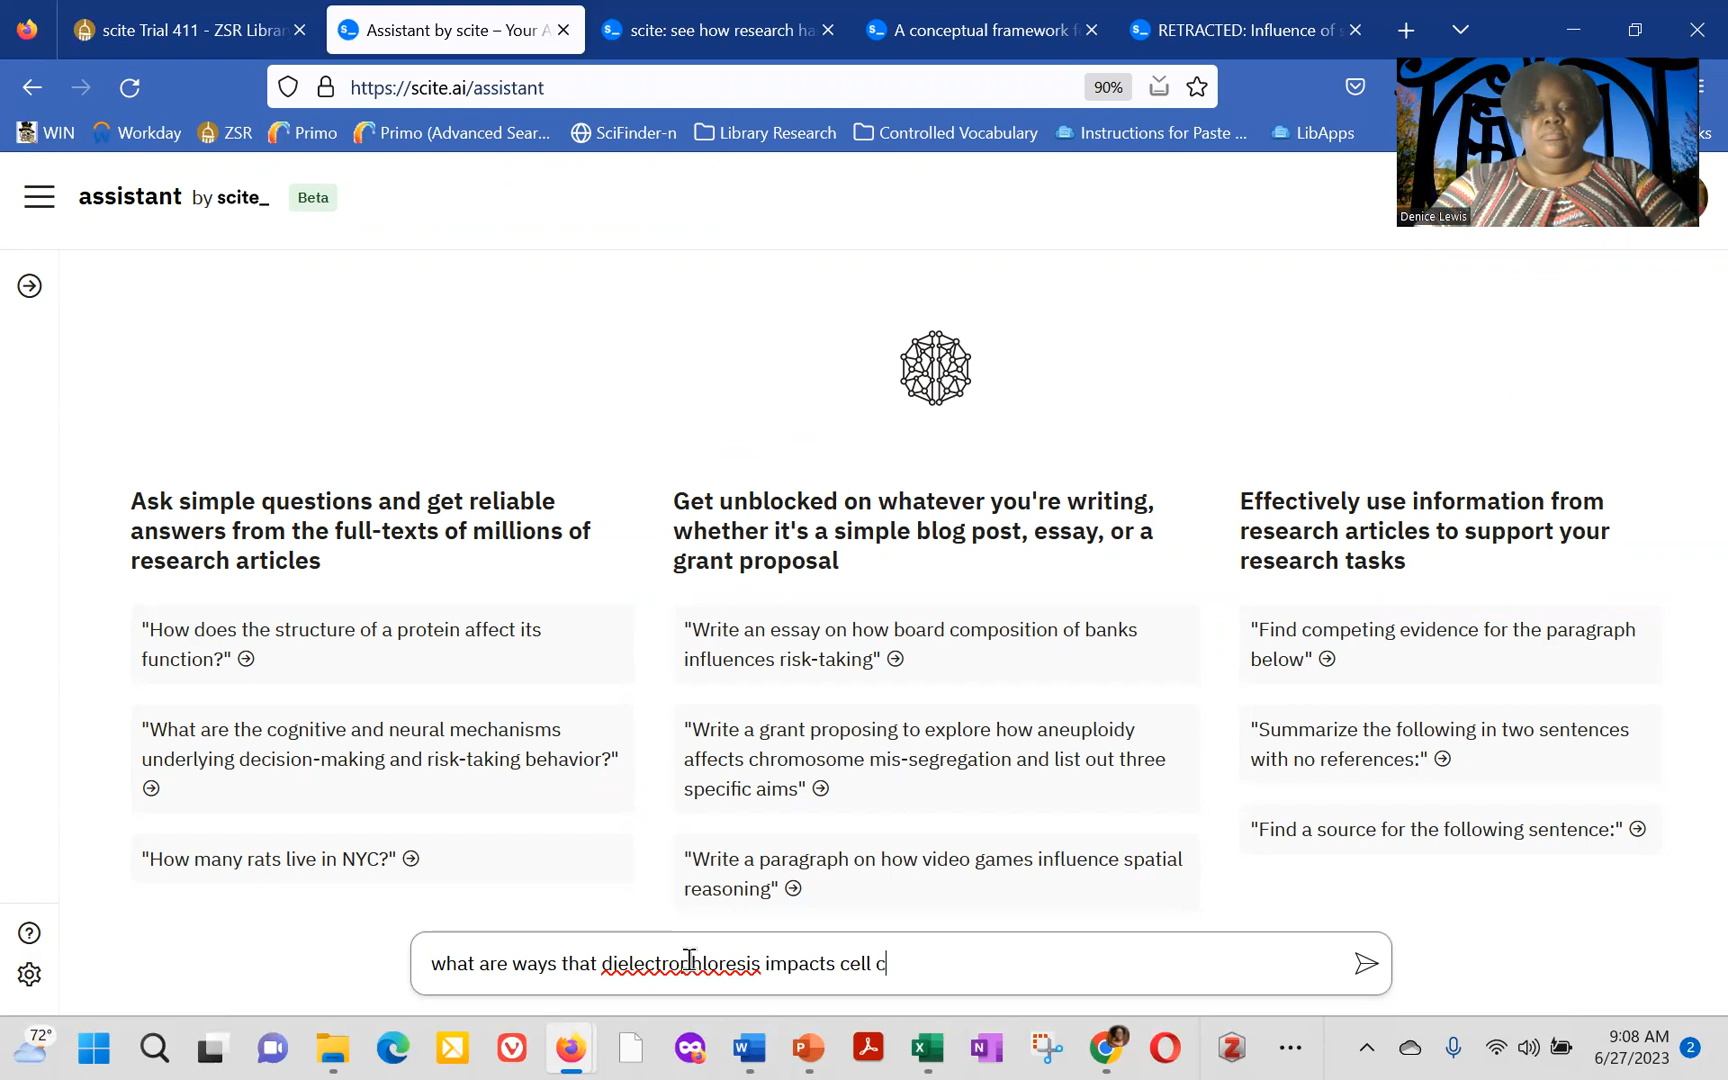 scite Trial 411 - ZSR Librar
Assistant by scite – Your A
scite: see how research ha
A conceptual framework f
RETRACTED: Influence of s
https://scite.ai/assistant
90%
WIN
Workday
ZSR
Primo
Primo (Advanced Sear...
SciFinder-n
Library Research
Controlled Vocabulary
Instructions for Paste ...
LibApps
ks
Denice Lewis
assistant by scite_
Beta
Ask simple questions and get reliable
answers from the full-texts of millions of
research articles
"How does the structure of a protein affect its
function?"
"What are the cognitive and neural mechanisms
underlying decision-making and risk-taking behavior?"
"How many rats live in NYC?"
Get unblocked on whatever you're writing,
whether it's a simple blog post, essay, or a
grant proposal
"Write an essay on how board composition of banks
influences risk-taking"
"Write a grant proposing to explore how aneuploidy
affects chromosome mis-segregation and list out three
specific aims"
"Write a paragraph on how video games influence spatial
reasoning"
Effectively use information from
research articles to support your
research tasks
"Find competing evidence for the paragraph
below"
"Summarize the following in two sentences
with no references:"
"Find a source for the following sentence:"
what are ways that impacts cell c
72°
9:08 AM
6/27/2023
2